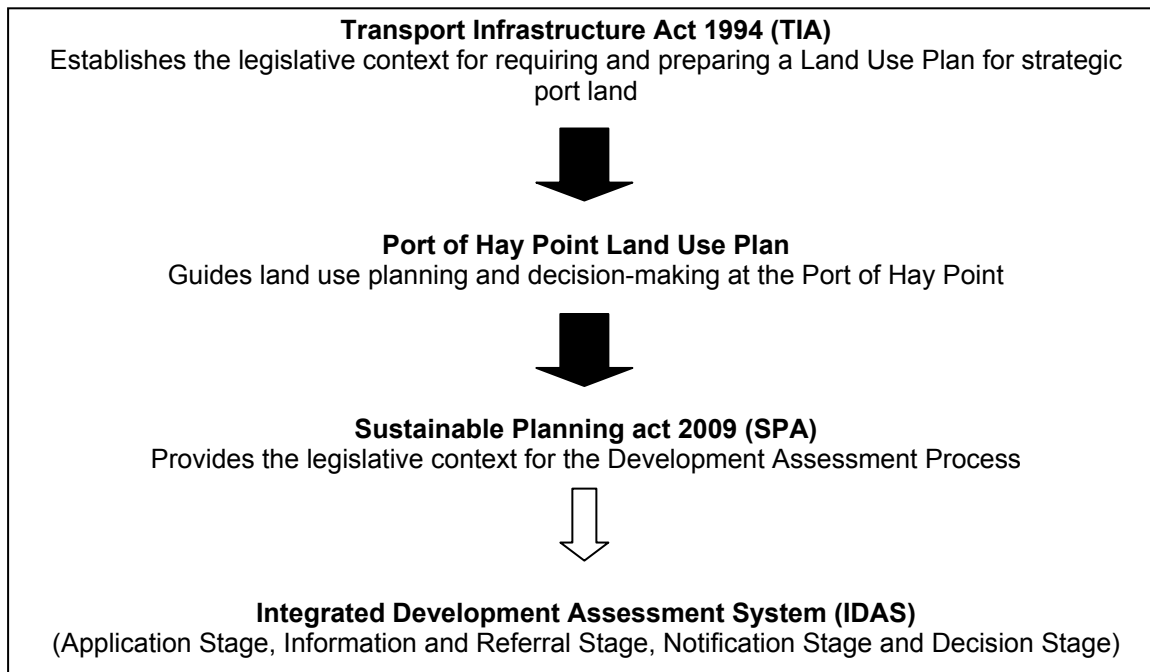 Transport Infrastructure Act 1994 (TIA)
Establishes the legislative context for requiring and preparing a Land Use Plan for strategic
port land
Port of Hay Point Land Use Plan
Guides land use planning and decision-making at the Port of Hay Point
Sustainable Planning act 2009 (SPA)
Provides the legislative context for the Development Assessment Process
Integrated Development Assessment System (IDAS)
(Application Stage, Information and Referral Stage, Notification Stage and Decision Stage)